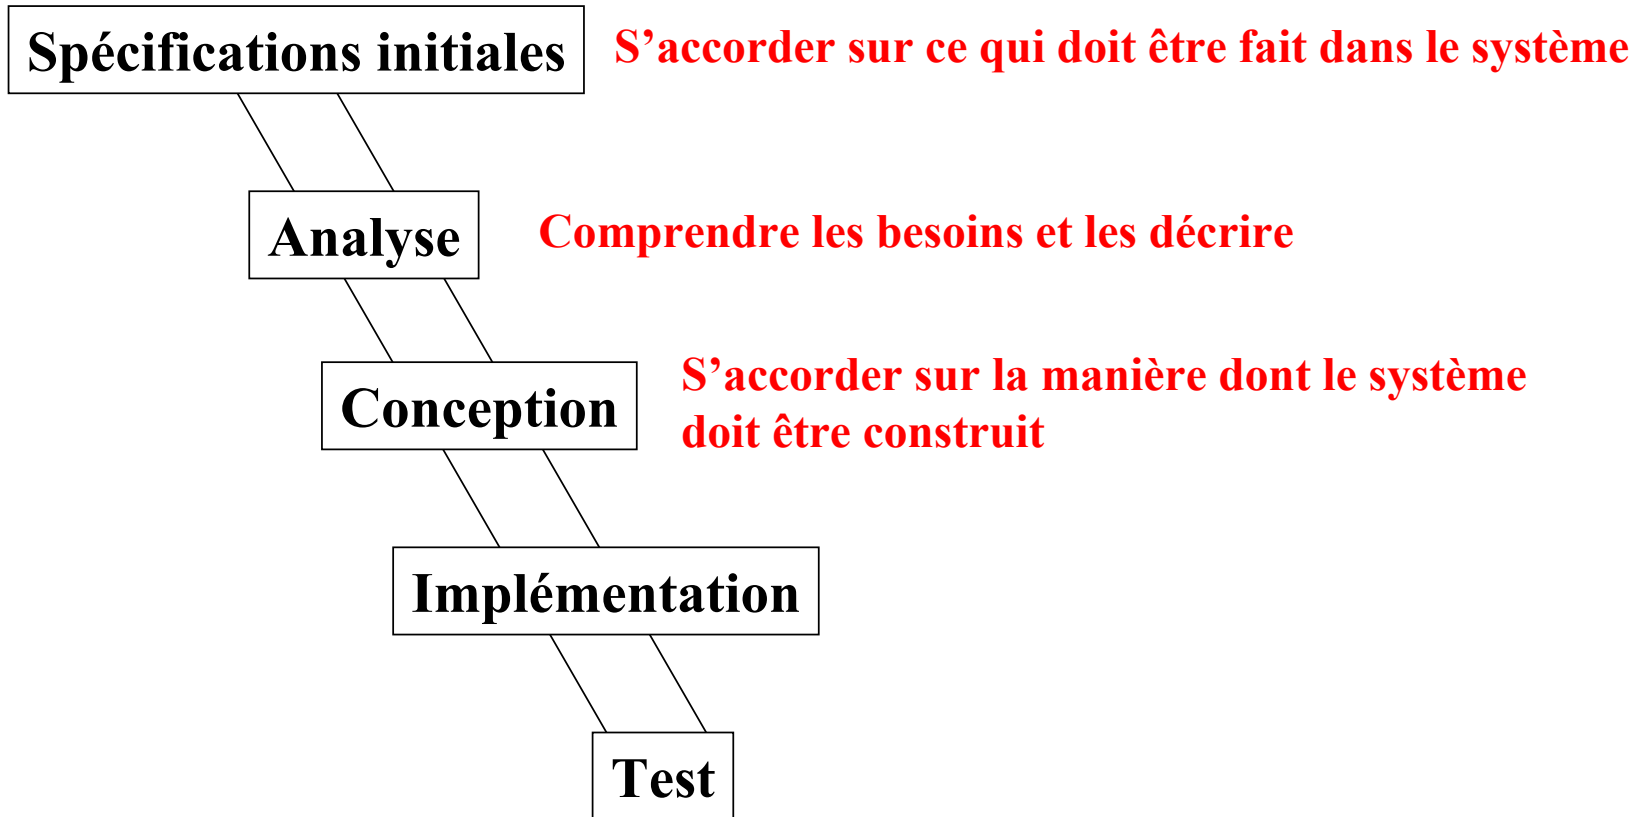 Spécifications initiales
S’accorder sur ce qui doit être fait dans le système
Analyse
Comprendre les besoins et les décrire
Conception
S’accorder sur la manière dont le système
doit être construit
Implémentation
Test